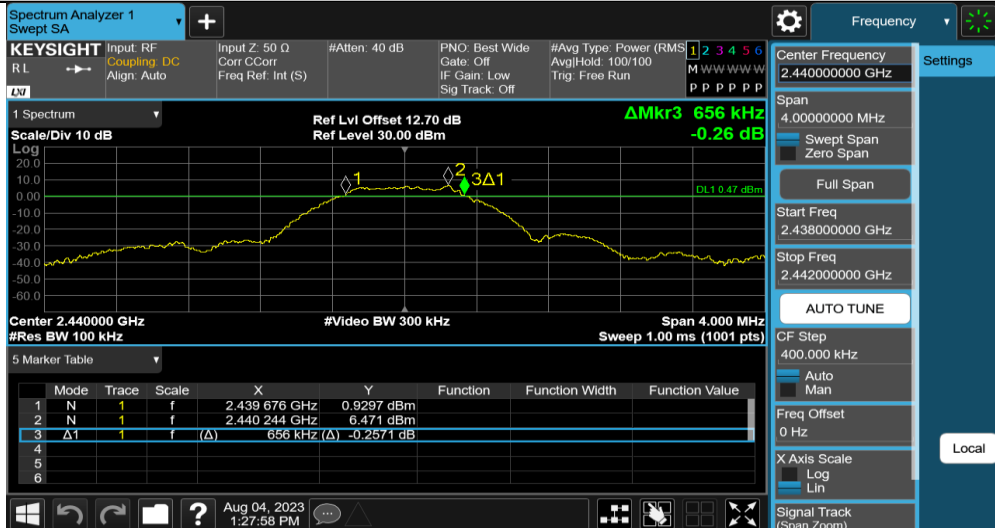 Spectrum Analyzer 1
Swept SA
+
Frequency
KEYSIGHT
RL
LXI
Input: RF
Coupling: DC
Align: Auto
Input Z: 50 Ω
Corr CCorr
Freq Ref: Int (S)
#Atten: 40 dB
PNO: Best Wide
Gate: Off
IF Gain: Low
Sig Track: Off
#Avg Type: Power (RMS
Avg|Hold: 100/100
Trig: Free Run
1 2 3 4 5 6
M W W W W W
P P P P P P
1 Spectrum
Scale/Div 10 dB
Log
Ref Lvl Offset 12.70 dB
Ref Level 30.00 dBm
ΔMkr3 656 kHz
-0.26 dB
20.0
10.0
0.00
-10.0
-20.0
-30.0
-40.0
-50.0
-60.0
1
2
3Δ1
DL1 0.47 dBm
Center 2.440000 GHz
#Res BW 100 kHz
#Video BW 300 kHz
Span 4.000 MHz
Sweep 1.00 ms (1001 pts)
5 Marker Table
Mode Trace Scale X Y Function Function Width Function Value
1 N 1 f 2.439 676 GHz 0.9297 dBm
2 N 1 f 2.440 244 GHz 6.471 dBm
3 Δ1 1 f (Δ) 656 kHz (Δ) -0.2571 dB
4
5
6
?
Aug 04, 2023
1:27:58 PM
Center Frequency
2.440000000 GHz
Span
4.00000000 MHz
Swept Span
Zero Span
Full Span
Start Freq
2.438000000 GHz
Stop Freq
2.442000000 GHz
AUTO TUNE
CF Step
400.000 kHz
Auto
Man
Freq Offset
0 Hz
X Axis Scale
Log
Lin
Signal Track
(Span Zoom)
Settings
Local